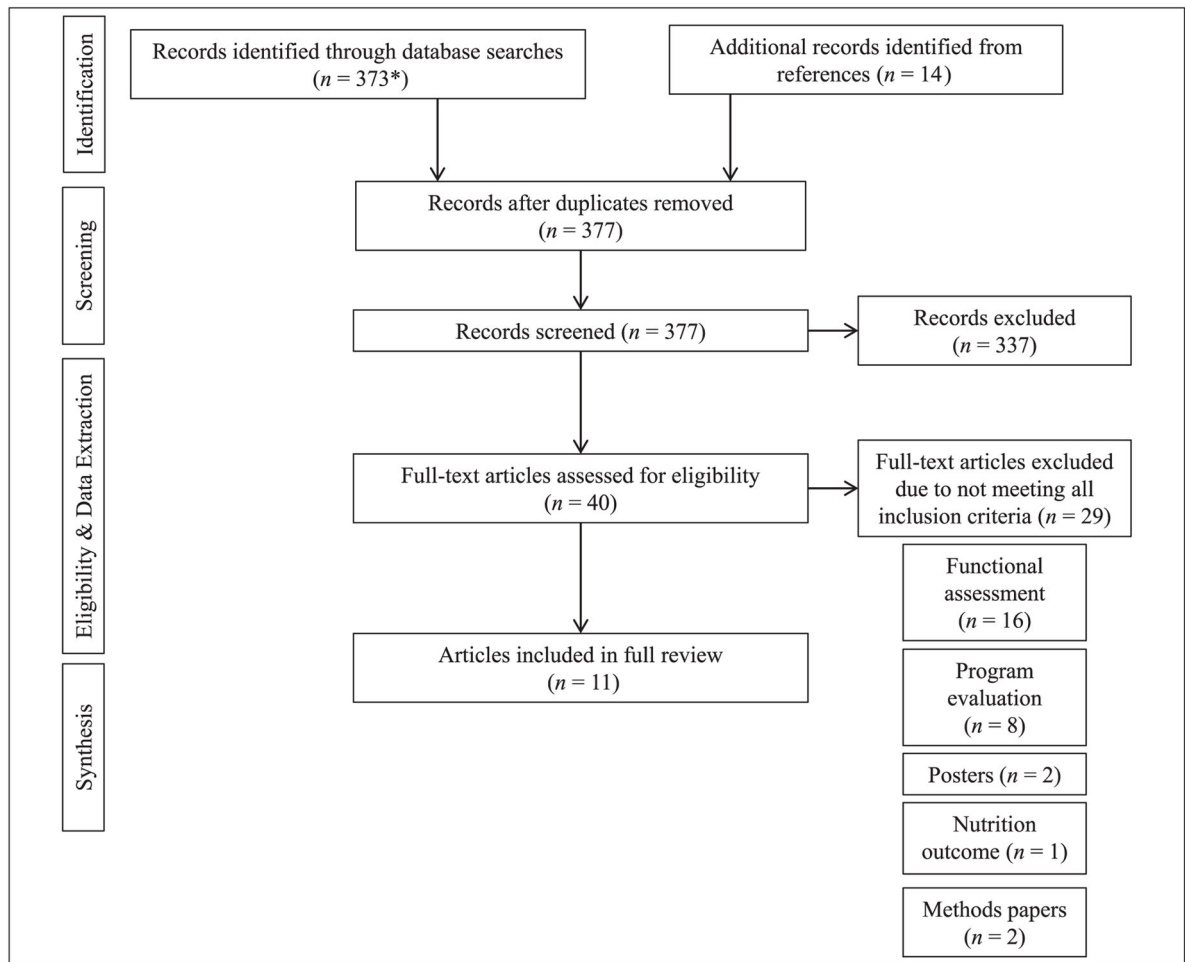 Identification
Records identified through database searches
(n = 373*)
Additional records identified from
references (n = 14)
Screening
Records after duplicates removed
(n = 377)
Records screened (n = 377)
Records excluded
(n = 337)
Eligibility & Data Extraction
Full-text articles assessed for eligibility
(n = 40)
Full-text articles excluded
due to not meeting all
inclusion criteria (n = 29)
Functional
assessment
(n = 16)
Articles included in full review
(n = 11)
Synthesis
Program
evaluation
(n = 8)
Posters (n = 2)
Nutrition
outcome (n = 1)
Methods papers
(n = 2)